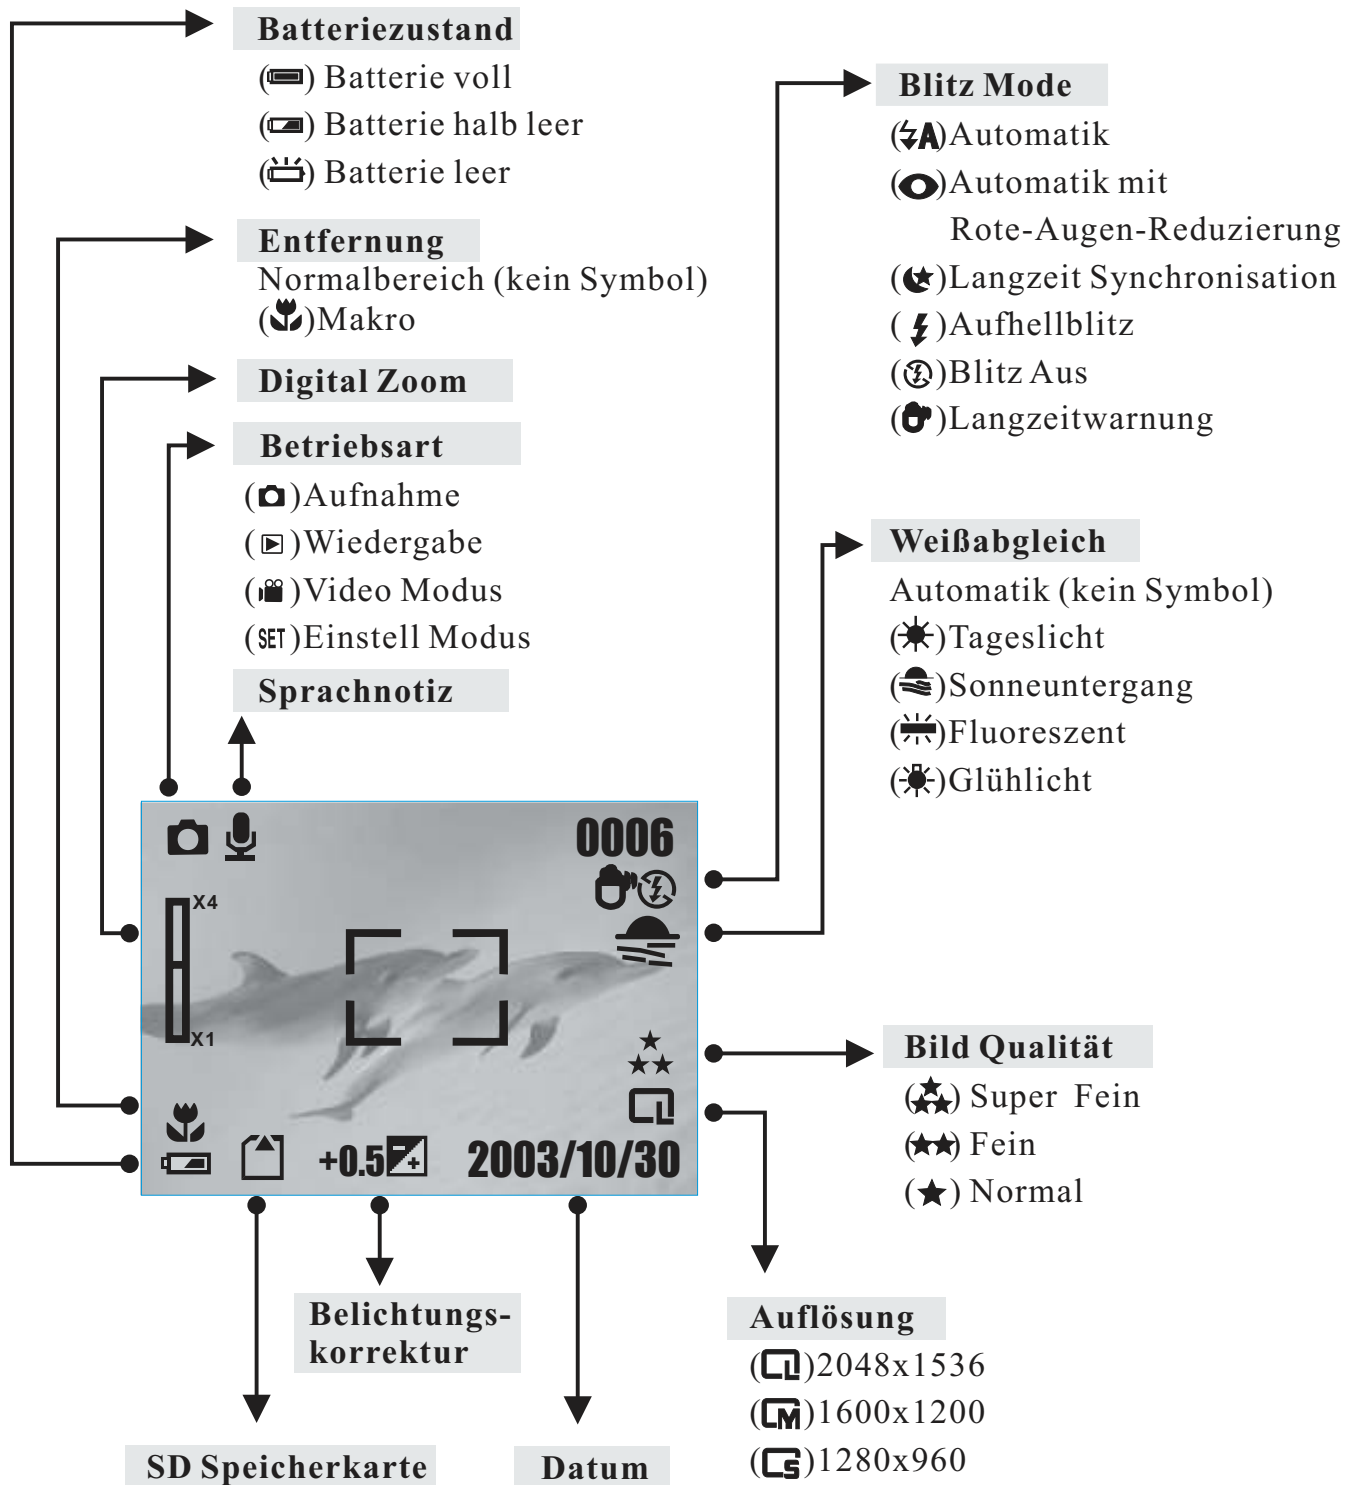 Batteriezustand
() Batterie voll
() Batterie halb leer
() Batterie leer
Entfernung
Normalbereich (kein Symbol)
()Makro
Digital Zoom
Betriebsart
()Aufnahme
()Wiedergabe
()Video Modus
(SET)Einstell Modus
Sprachnotiz
Blitz Mode
(A)Automatik
()Automatik mit
Rote-Augen-Reduzierung
()Langzeit Synchronisation
()Aufhellblitz
()Blitz Aus
()Langzeitwarnung
Weißabgleich
Automatik (kein Symbol)
()Tageslicht
()Sonneuntergang
()Fluoreszent
()Glühlicht
0006
X4
X1
L
+0.5
2003/10/30
Bild Qualität
(★★★) Super Fein
(★★) Fein
(★) Normal
Belichtungs-
korrektur
Auflösung
(L)2048x1536
(M)1600x1200
(S)1280x960
SD Speicherkarte
Datum